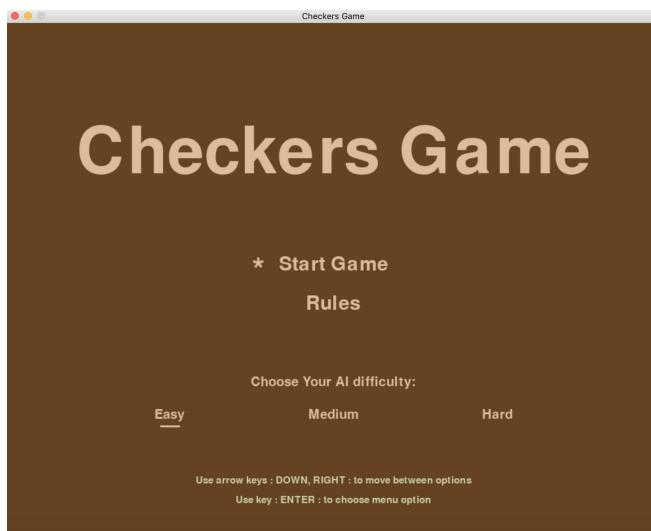 Checkers Game
Checkers Game
* Start Game
Rules
Choose Your AI difficulty:
Easy Medium Hard
Use arrow keys : DOWN, RIGHT : to move between options
Use key : ENTER : to choose menu option